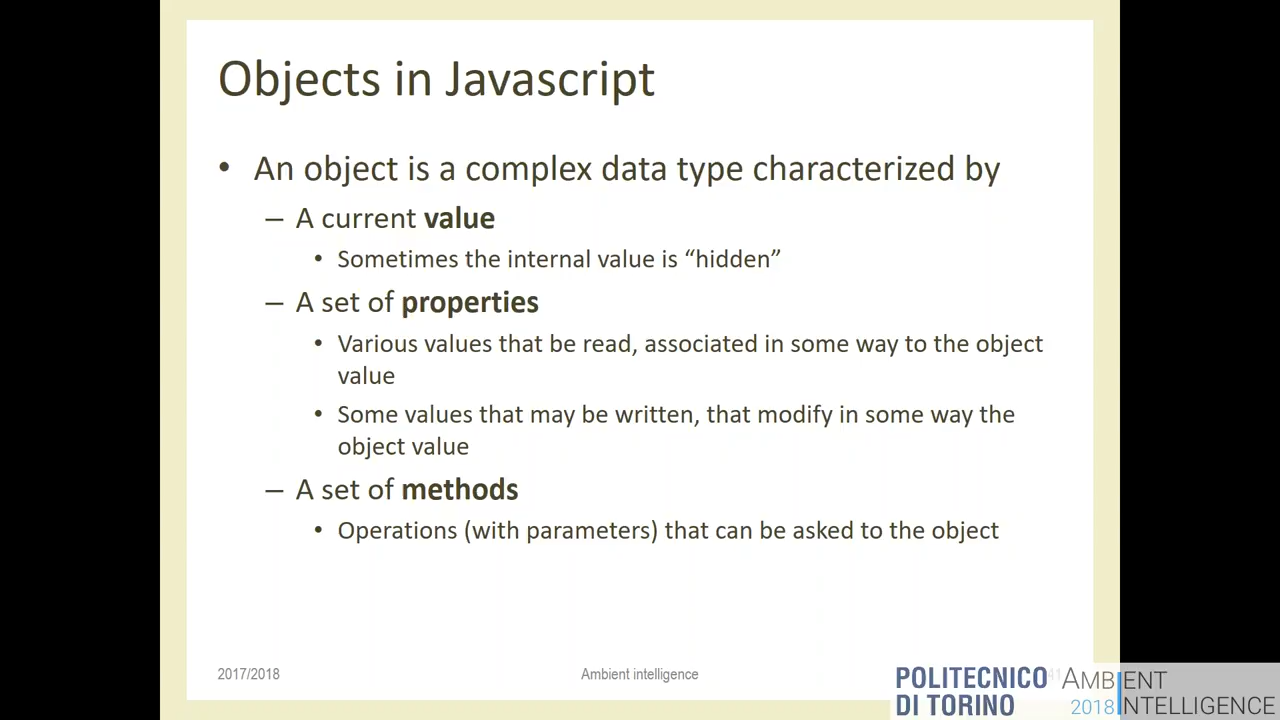 Objects in Javascript
• An object is a complex data type characterized by
– A current value
• Sometimes the internal value is “hidden”
– A set of properties
• Various values that be read, associated in some way to the object
value
• Some values that may be written, that modify in some way the
object value
– A set of methods
• Operations (with parameters) that can be asked to the object
2017/2018
Ambient intelligence
41
POLITECNICO
DI TORINO
AMBIENT
2018 INTELLIGENCE